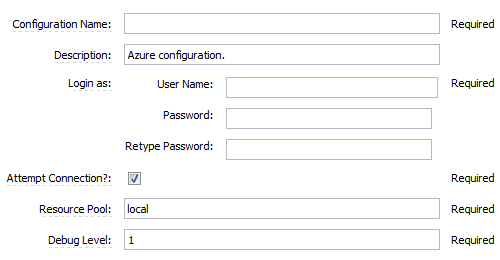 Configuration Name: Required
Description: Azure configuration.
Login as: User Name: Required
Password:
Retype Password:
Attempt Connection?: Required
Resource Pool: local Required
Debug Level: 1 Required